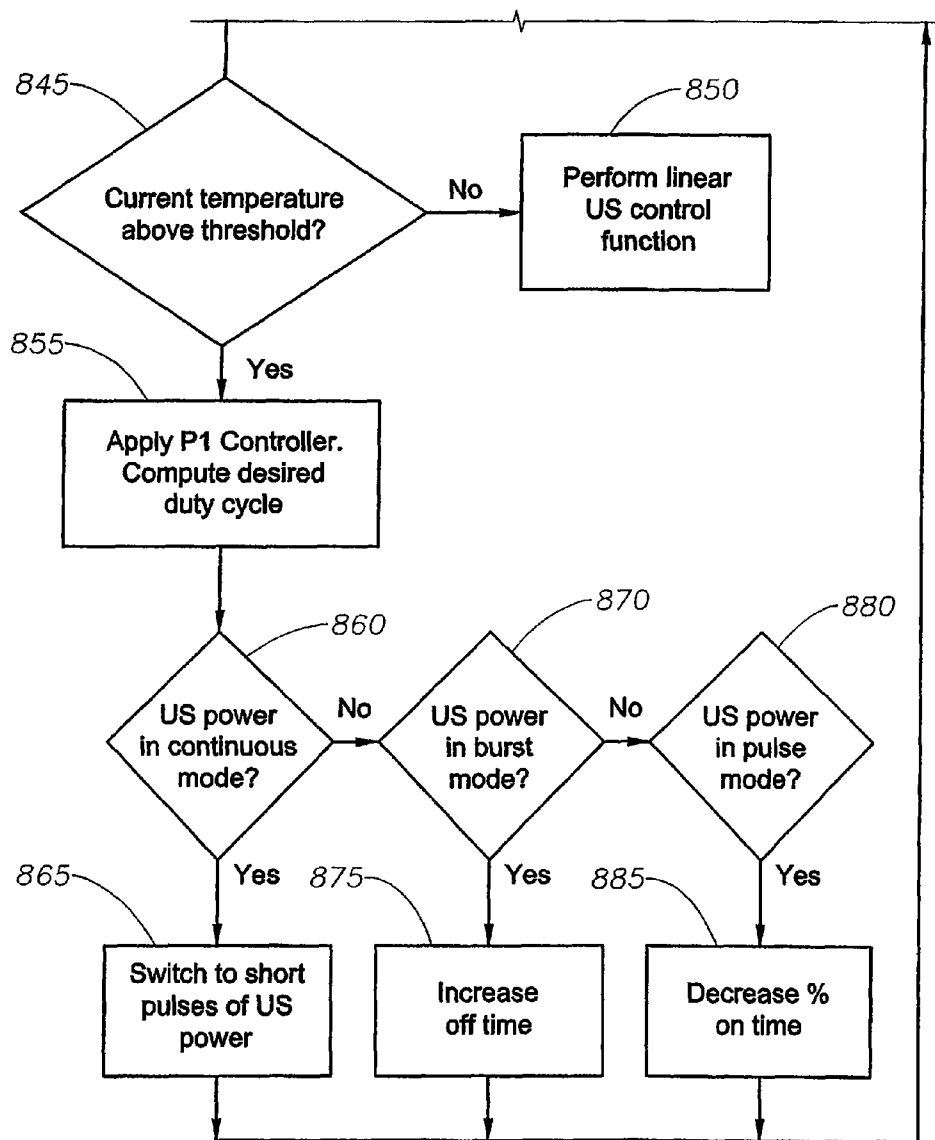 845
850
Current temperature
above threshold?
No
Perform linear
US control
function
855
Yes
Apply P1 Controller.
Compute desired
duty cycle
860
870
880
US power
in continuous
mode?
No
US power
in burst
mode?
No
US power
in pulse
mode?
865
Yes
875
Yes
885
Yes
Switch to short
pulses of US
power
Increase
off time
Decrease %
on time